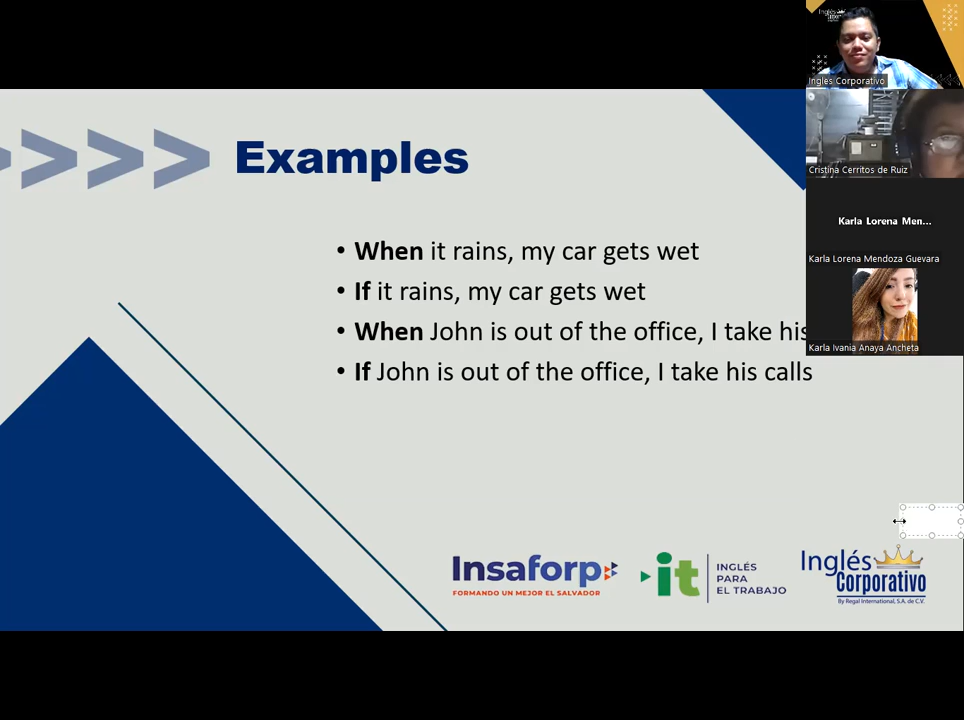 Inglés
Inglés Corporativo
Cristina Cerritos de Ruiz
Karla Lorena Men...
Karla Lorena Mendoza Guevara
Karla Ivania Anaya Ancheta
>>>>
Examples
• When it rains, my car gets wet
• If it rains, my car gets wet
• When John is out of the office, I take his
• If John is out of the office, I take his calls
Insaforp
FORMANDO UN MEJOR EL SALVADOR
it
INGLÉS
PARA
EL TRABAJO
Inglés
Corporativo
By Regal International, S.A. de C.V.